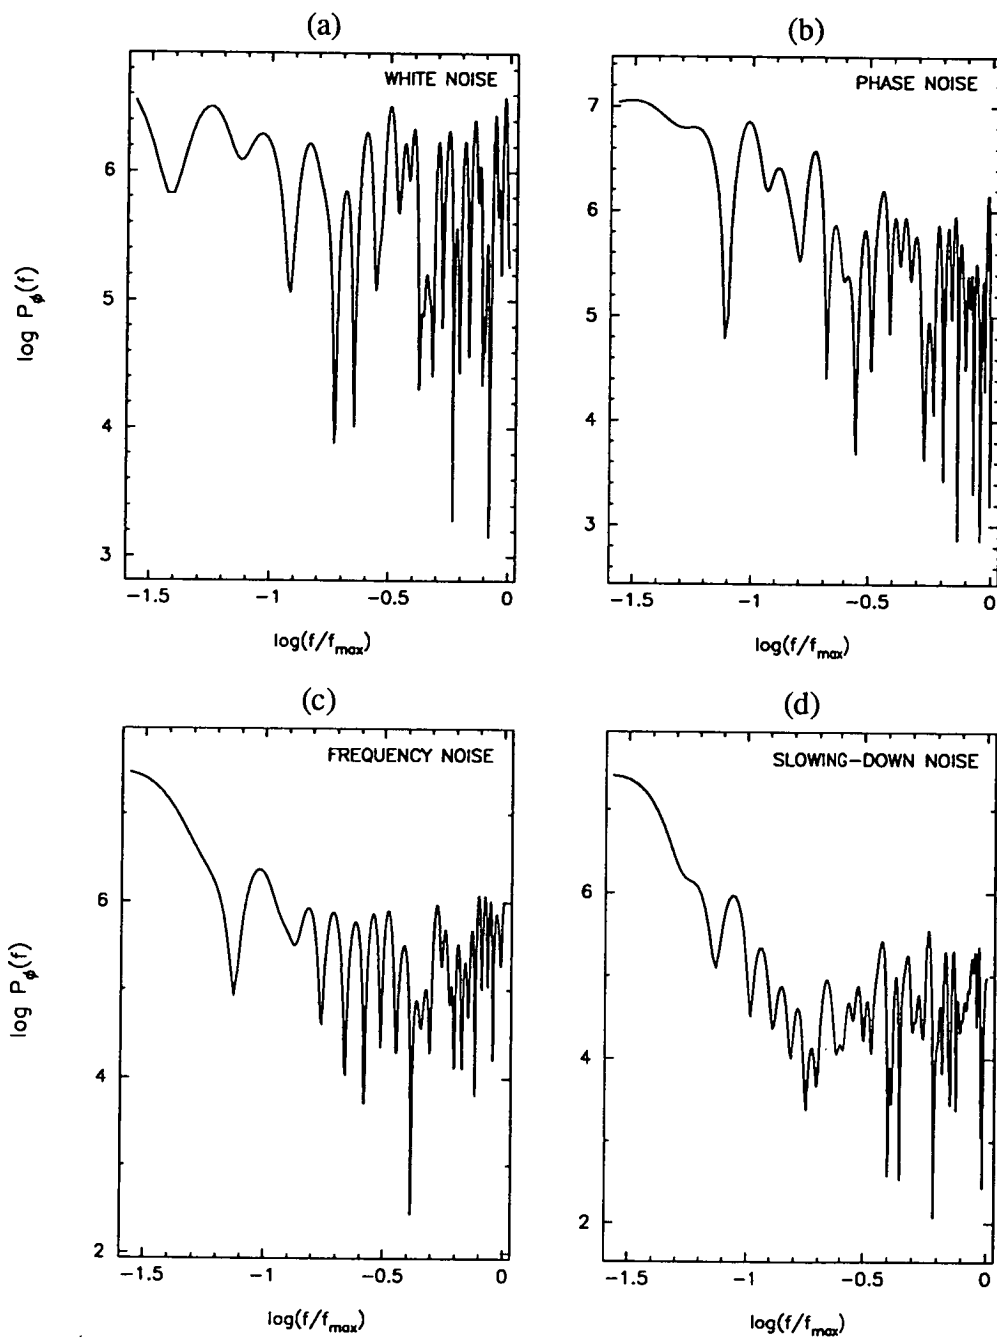 (a)
(b)
WHITE NOISE
PHASE NOISE
6
5
4
3
7
6
5
4
3
log P_ϕ(f)
−1.5
−1
−0.5
0
−1.5
−1
−0.5
0
log(f/f_max)
log(f/f_max)
(c)
(d)
FREQUENCY NOISE
SLOWING−DOWN NOISE
6
4
2
6
4
2
log P_ϕ(f)
−1.5
−1
−0.5
0
−1.5
−1
−0.5
0
log(f/f_max)
log(f/f_max)